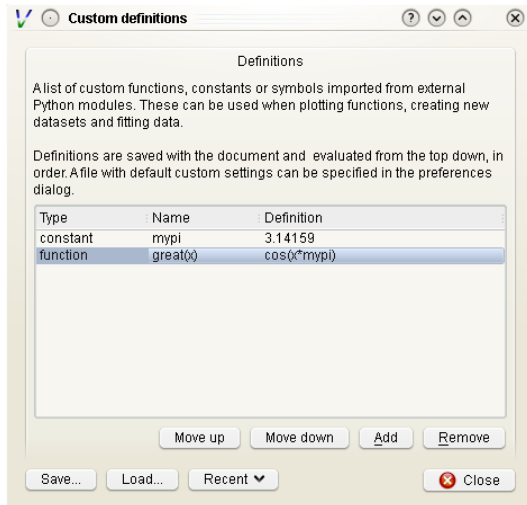 Custom definitions
Definitions
A list of custom functions, constants or symbols imported from external
Python modules. These can be used when plotting functions, creating new
datasets and fitting data.
Definitions are saved with the document and evaluated from the top down, in
order. A file with default custom settings can be specified in the preferences
dialog.
Type Name Definition
constant mypi 3.14159
function great(x) cos(x*mypi)
Move up Move down Add Remove
Save... Load... Recent Close